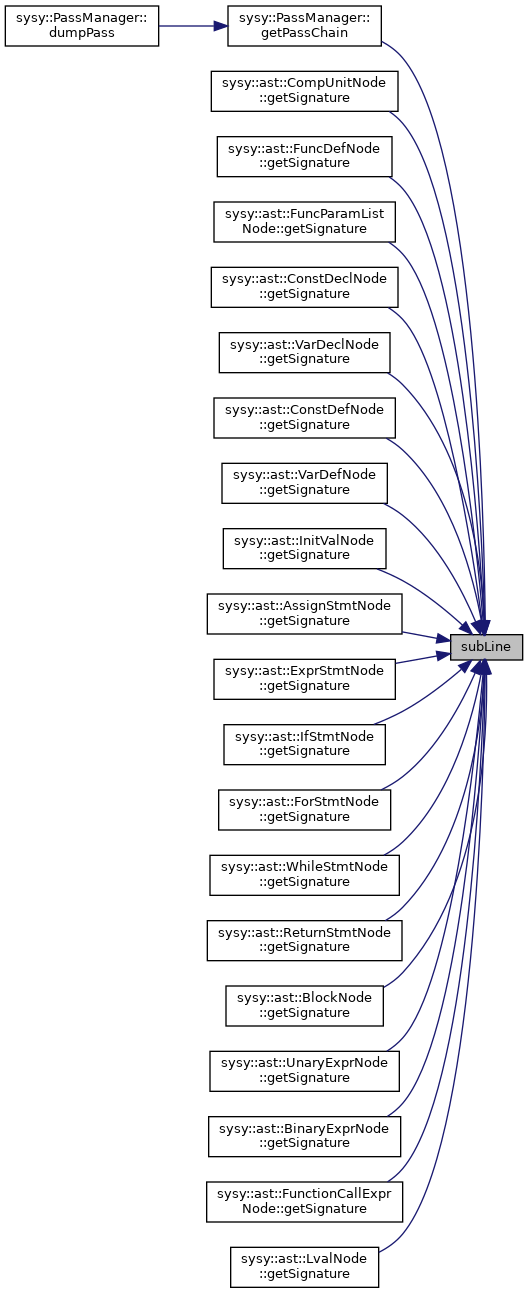 sysy::PassManager::
dumpPass
sysy::PassManager::
getPassChain
sysy::ast::CompUnitNode
::getSignature
sysy::ast::FuncDefNode
::getSignature
sysy::ast::FuncParamList
Node::getSignature
sysy::ast::ConstDeclNode
::getSignature
sysy::ast::VarDeclNode
::getSignature
sysy::ast::ConstDefNode
::getSignature
sysy::ast::VarDefNode
::getSignature
sysy::ast::InitValNode
::getSignature
sysy::ast::AssignStmtNode
::getSignature
subLine
sysy::ast::ExprStmtNode
::getSignature
sysy::ast::IfStmtNode
::getSignature
sysy::ast::ForStmtNode
::getSignature
sysy::ast::WhileStmtNode
::getSignature
sysy::ast::ReturnStmtNode
::getSignature
sysy::ast::BlockNode
::getSignature
sysy::ast::UnaryExprNode
::getSignature
sysy::ast::BinaryExprNode
::getSignature
sysy::ast::FunctionCallExpr
Node::getSignature
sysy::ast::LvalNode
::getSignature